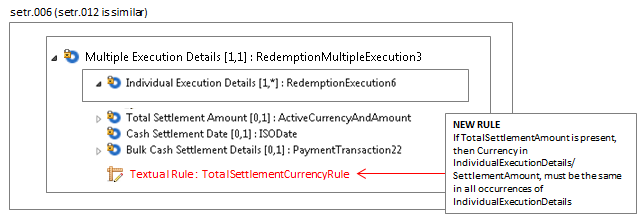 setr.006 (setr.012 is similar)
Multiple Execution Details [1,1] : RedemptionMultipleExecution3
Individual Execution Details [1,*] : RedemptionExecution6
Total Settlement Amount [0,1] : ActiveCurrencyAndAmount
Cash Settlement Date [0,1] : ISODate
Bulk Cash Settlement Details [0,1] : PaymentTransaction22
Textual Rule : TotalSettlementCurrencyRule
NEW RULE
If TotalSettlementAmount is present,
then Currency in
IndividualExecutionDetails/
SettlementAmount, must be the same
in all occurrences of
IndividualExecutionDetails